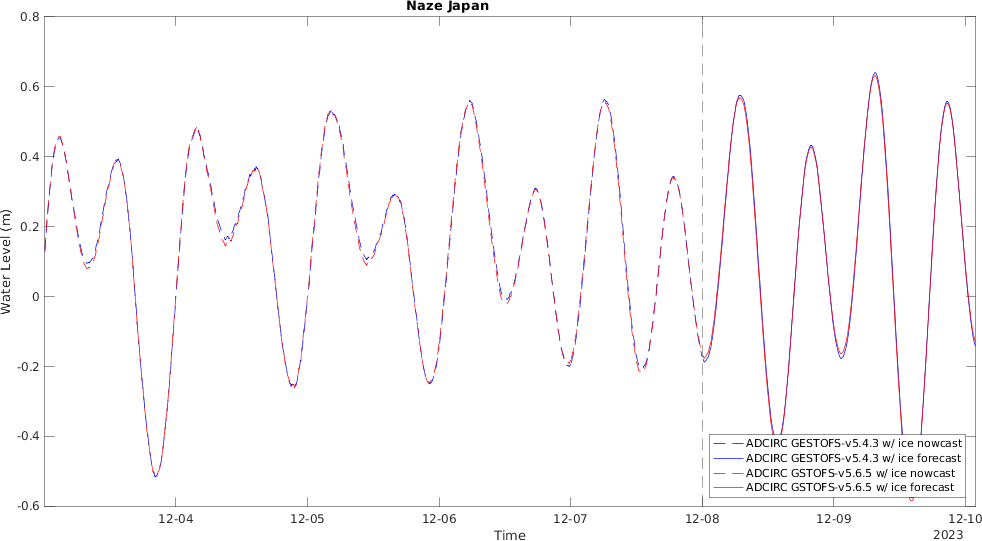 Naze Japan
0.8
0.6
0.4
0.2
0
-0.2
-0.4
-0.6
Water Level (m)
12-04 12-05 12-06 12-07 12-08 12-09 12-10
Time
2023
ADCIRC GESTOFS-v5.4.3 w/ ice nowcast
ADCIRC GESTOFS-v5.4.3 w/ ice forecast
ADCIRC GSTOFS-v5.6.5 w/ ice nowcast
ADCIRC GSTOFS-v5.6.5 w/ ice forecast